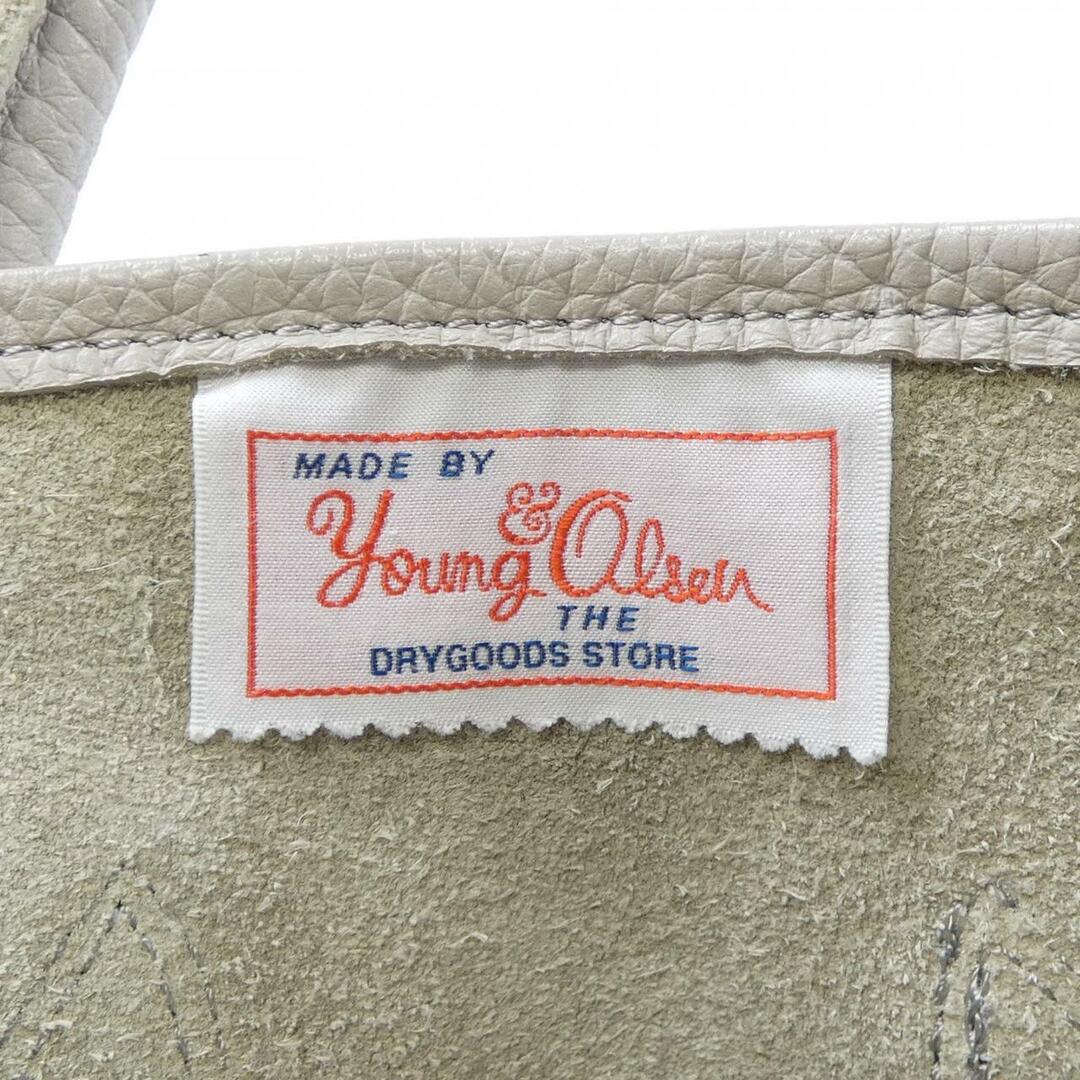 MADE BY
Young & Olsen
THE
DRYGOODS STORE